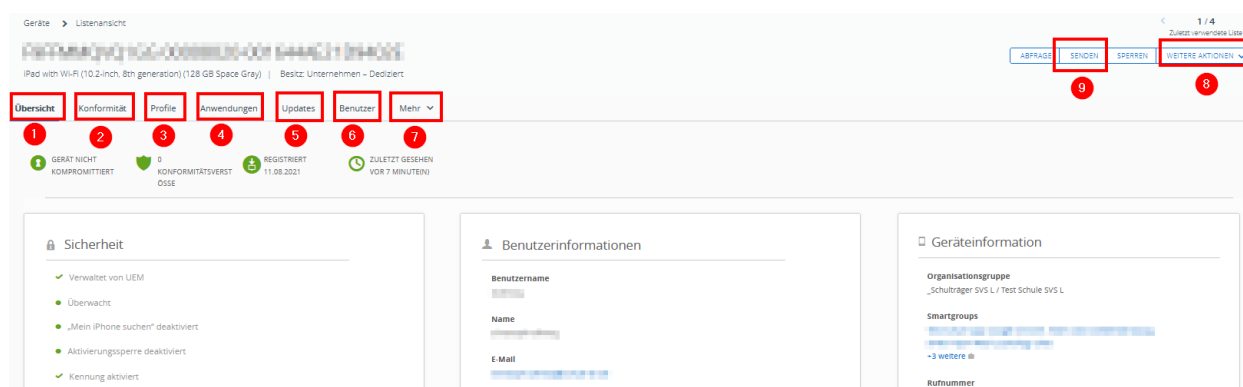 Geräte > Listenansicht
1 / 4
Zuletzt verwendete Liste
iPad with Wi-Fi (10.2-inch, 8th generation) (128 GB Space Gray) | Besitz: Unternehmen – Dediziert
ABFRAGE SENDEN SPERREN WEITERE AKTIONEN
9 8
Übersicht Konformität Profile Anwendungen Updates Benutzer Mehr
1 2 3 4 5 6 7
GERÄT NICHT
KOMPROMITTIERT
0
KONFORMITÄTSVERST
ÖSSE
REGISTRIERT
11.08.2021
ZULETZT GESEHEN
VOR 7 MINUTE(N)
Sicherheit
Verwaltet von UEM
Überwacht
„Mein iPhone suchen“ deaktiviert
Aktivierungssperre deaktiviert
Kennung aktiviert
Benutzerinformationen
Benutzername
Name
E-Mail
Geräteinformation
Organisationsgruppe
_Schulträger SVS L / Test Schule SVS L
Smartgroups
+3 weitere
Rufnummer